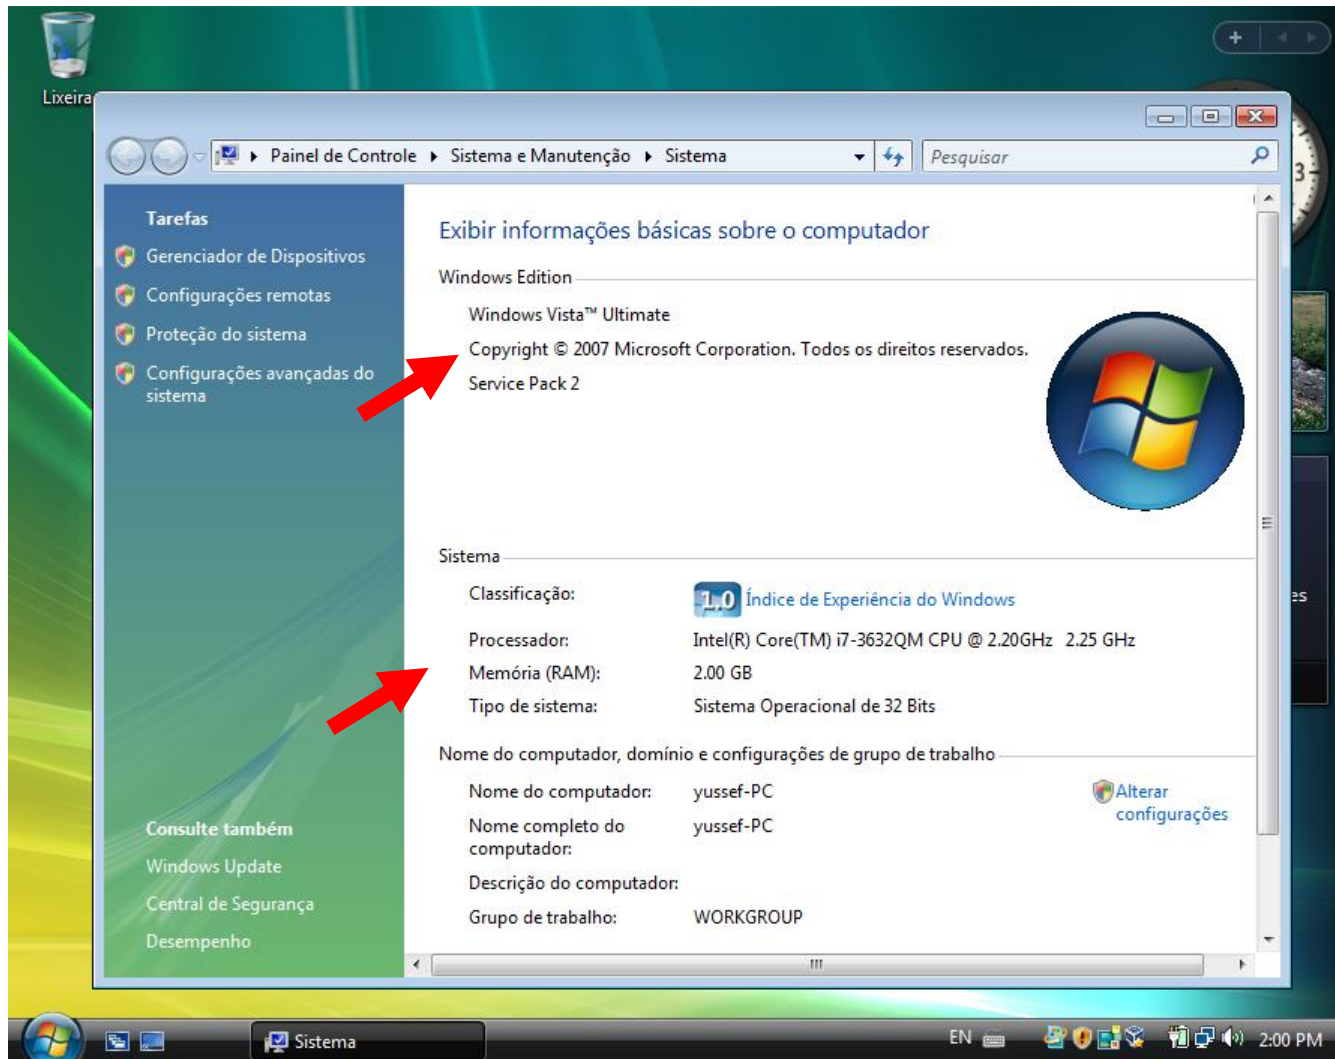 Lixeira
Painel de Controle
Sistema e Manutenção
Sistema
Pesquisar
Tarefas
Gerenciador de Dispositivos
Configurações remotas
Proteção do sistema
Configurações avançadas do
sistema
Consulte também
Windows Update
Central de Segurança
Desempenho
Exibir informações básicas sobre o computador
Windows Edition
Windows Vista™ Ultimate
Copyright © 2007 Microsoft Corporation. Todos os direitos reservados.
Service Pack 2
Sistema
Classificação: 1,0 Índice de Experiência do Windows
Processador: Intel(R) Core(TM) i7-3632QM CPU @ 2.20GHz 2.25 GHz
Memória (RAM): 2.00 GB
Tipo de sistema: Sistema Operacional de 32 Bits
Nome do computador, domínio e configurações de grupo de trabalho
Nome do computador: yussef-PC
Alterar
configurações
Nome completo do
computador: yussef-PC
Descrição do computador:
Grupo de trabalho: WORKGROUP
3
es
Sistema
EN
2:00 PM